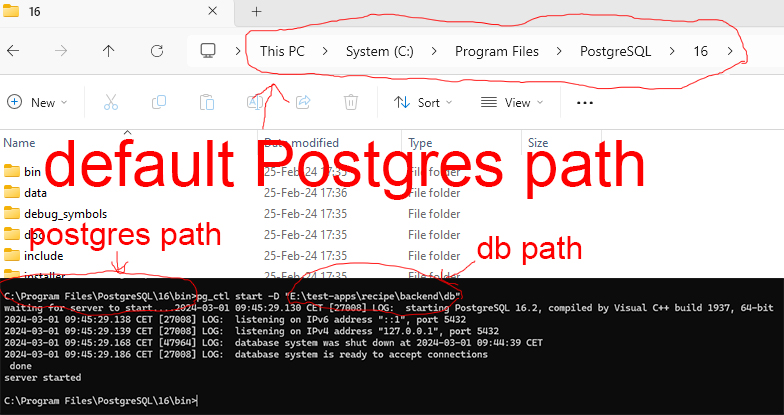 16
This PC > System (C:) > Program Files > PostgreSQL > 16 >
New Sort View
Name Date modified Type Size
default Postgres path
bin 25-Feb-24 17:35 File folder
data 25-Feb-24 17:36 File folder
debug_symbols 25-Feb-24 17:35 File folder
doc 25-Feb-24 17:35 File folder
postgres path
include 25-Feb-24 17:35 File folder
db path
installer
C:\Program Files\PostgreSQL\16\bin>pg_ctl start -D "E:\test-apps\recipe\backend\db"
waiting for server to start....2024-03-01 09:45:29.130 CET [27008] LOG:  starting PostgreSQL 16.2, compiled by Visual C++ build 1937, 64-bit
2024-03-01 09:45:29.138 CET [27008] LOG:  listening on IPv6 address "::1", port 5432
2024-03-01 09:45:29.139 CET [27008] LOG:  listening on IPv4 address "127.0.0.1", port 5432
2024-03-01 09:45:29.168 CET [47964] LOG:  database system was shut down at 2024-03-01 09:44:39 CET
2024-03-01 09:45:29.186 CET [27008] LOG:  database system is ready to accept connections
done
server started
C:\Program Files\PostgreSQL\16\bin>